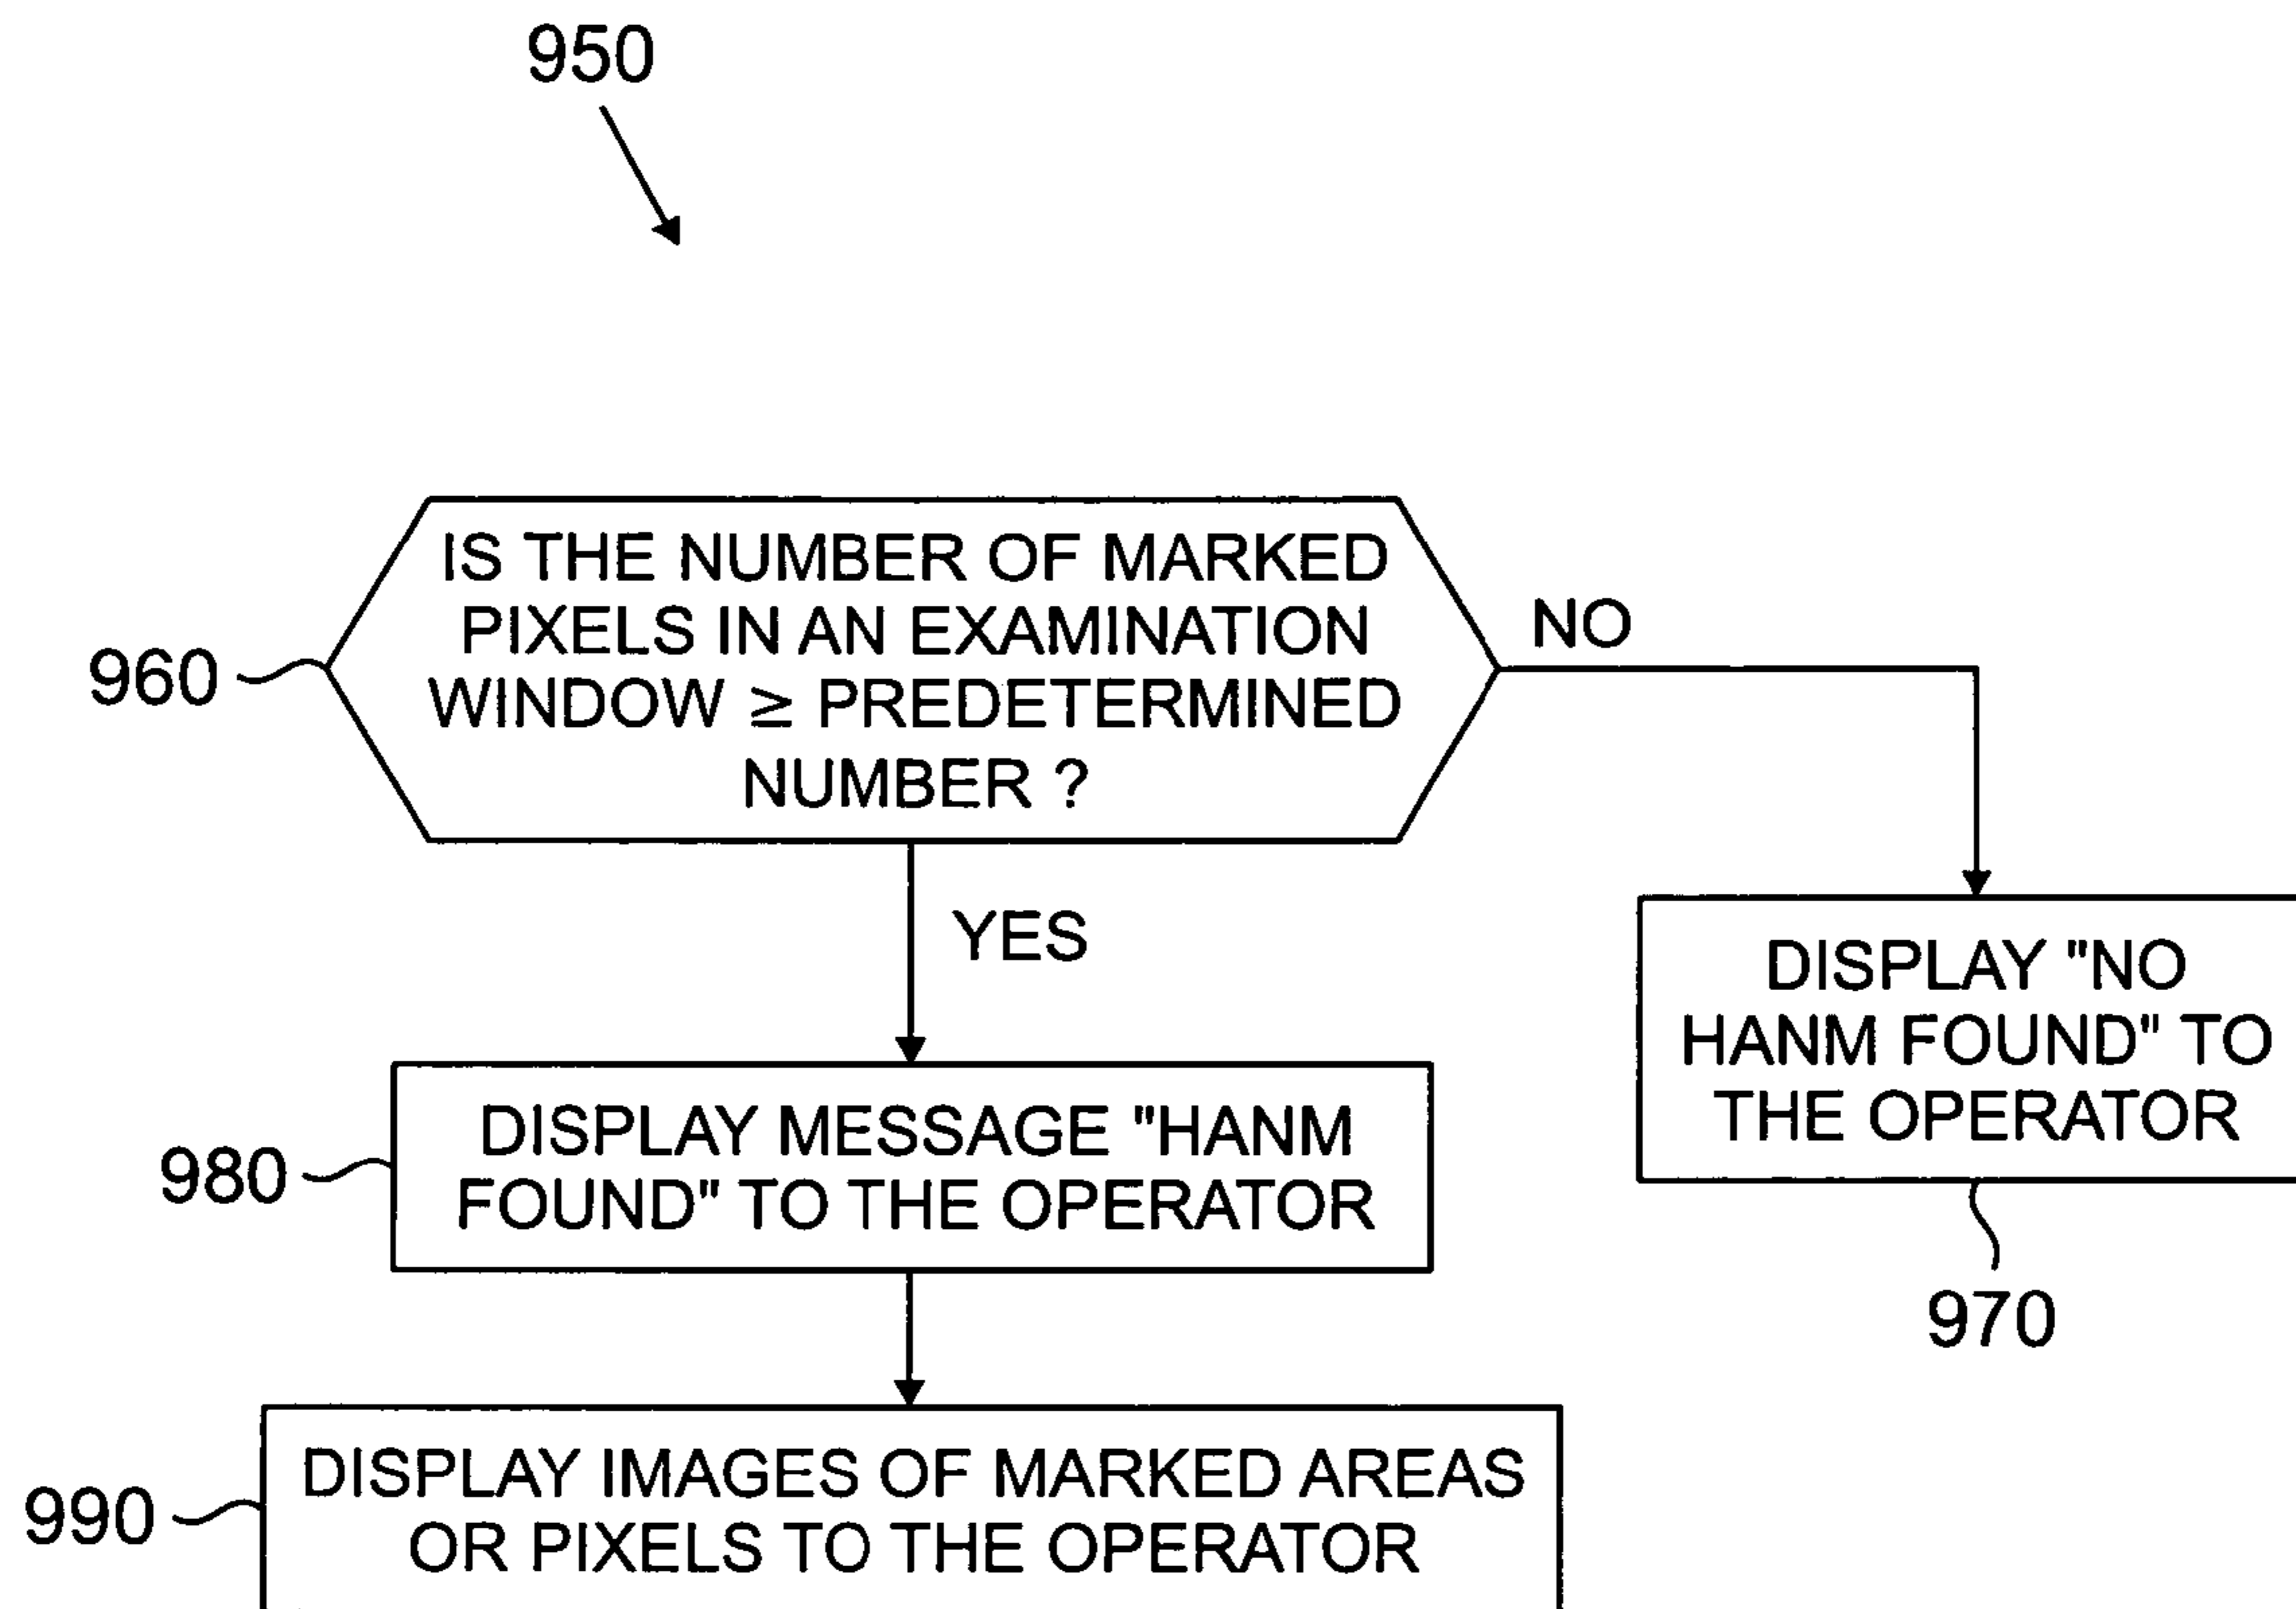 950
IS THE NUMBER OF MARKED
PIXELS IN AN EXAMINATION
WINDOW ≥ PREDETERMINED
NUMBER ?
960
NO
YES
DISPLAY "NO
HANM FOUND" TO
THE OPERATOR
970
DISPLAY MESSAGE "HANM
FOUND" TO THE OPERATOR
980
DISPLAY IMAGES OF MARKED AREAS
OR PIXELS TO THE OPERATOR
990